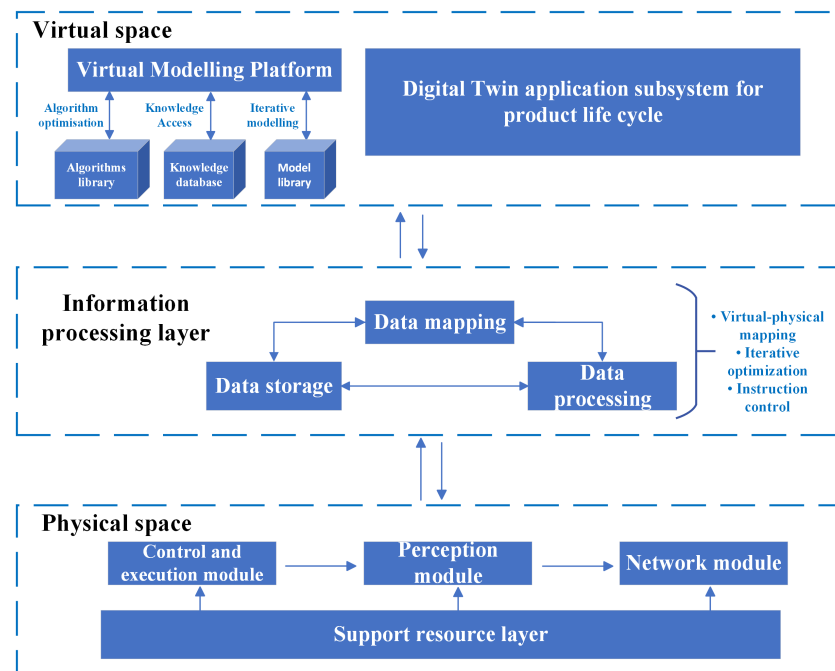 Virtual space
Virtual Modelling Platform
Algorithm
optimisation
Knowledge
Access
Iterative
modelling
Algorithms
library
Knowledge
database
Model
library
Digital Twin application subsystem for
product life cycle
Information
processing layer
Data mapping
Data storage
Data
processing
• Virtual-physical
mapping
• Iterative
optimization
• Instruction
control
Physical space
Control and
execution module
Perception
module
Network module
Support resource layer